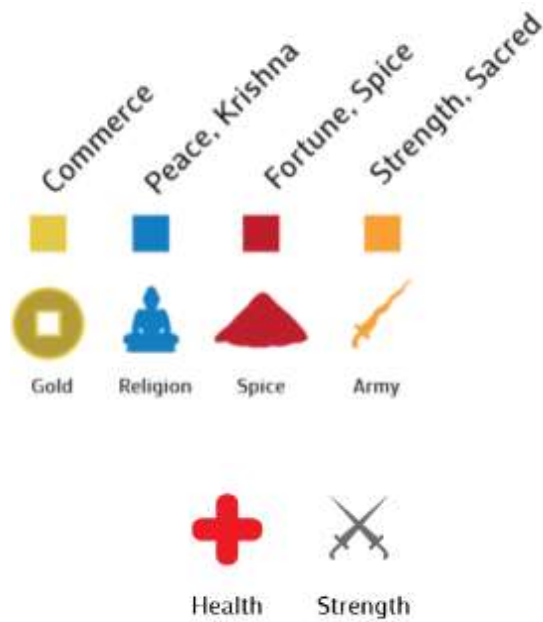 Commerce
Peace, Krishna
Fortune, Spice
Strength, Sacred
Gold
Religion
Spice
Army
Health
Strength